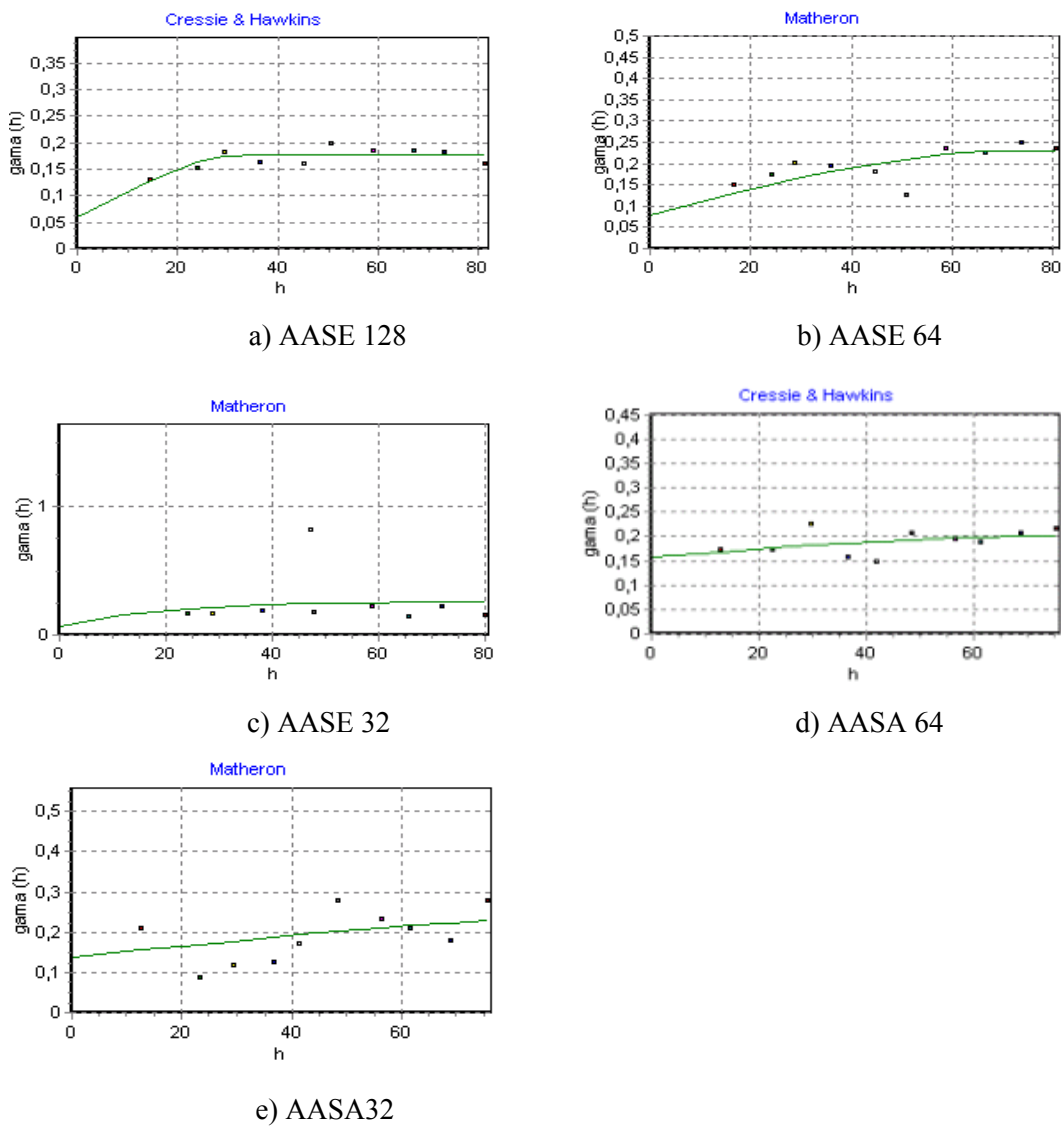 Cressie & Hawkins
gama (h)
0,35
0,3
0,25
0,2
0,15
0,1
0,05
0
0 20 40 60 80
h
a) AASE 128
Matheron
gama (h)
0,5
0,45
0,4
0,35
0,3
0,25
0,2
0,15
0,1
0,05
0
0 20 40 60 80
h
b) AASE 64
Matheron
gama (h)
1
0
0 20 40 60 80
h
c) AASE 32
Cressie & Hawkins
gama (h)
0,45
0,4
0,35
0,3
0,25
0,2
0,15
0,1
0,05
0
0 20 40 60
h
d) AASA 64
Matheron
gama (h)
0,5
0,4
0,3
0,2
0,1
0
0 20 40 60
h
e) AASA32